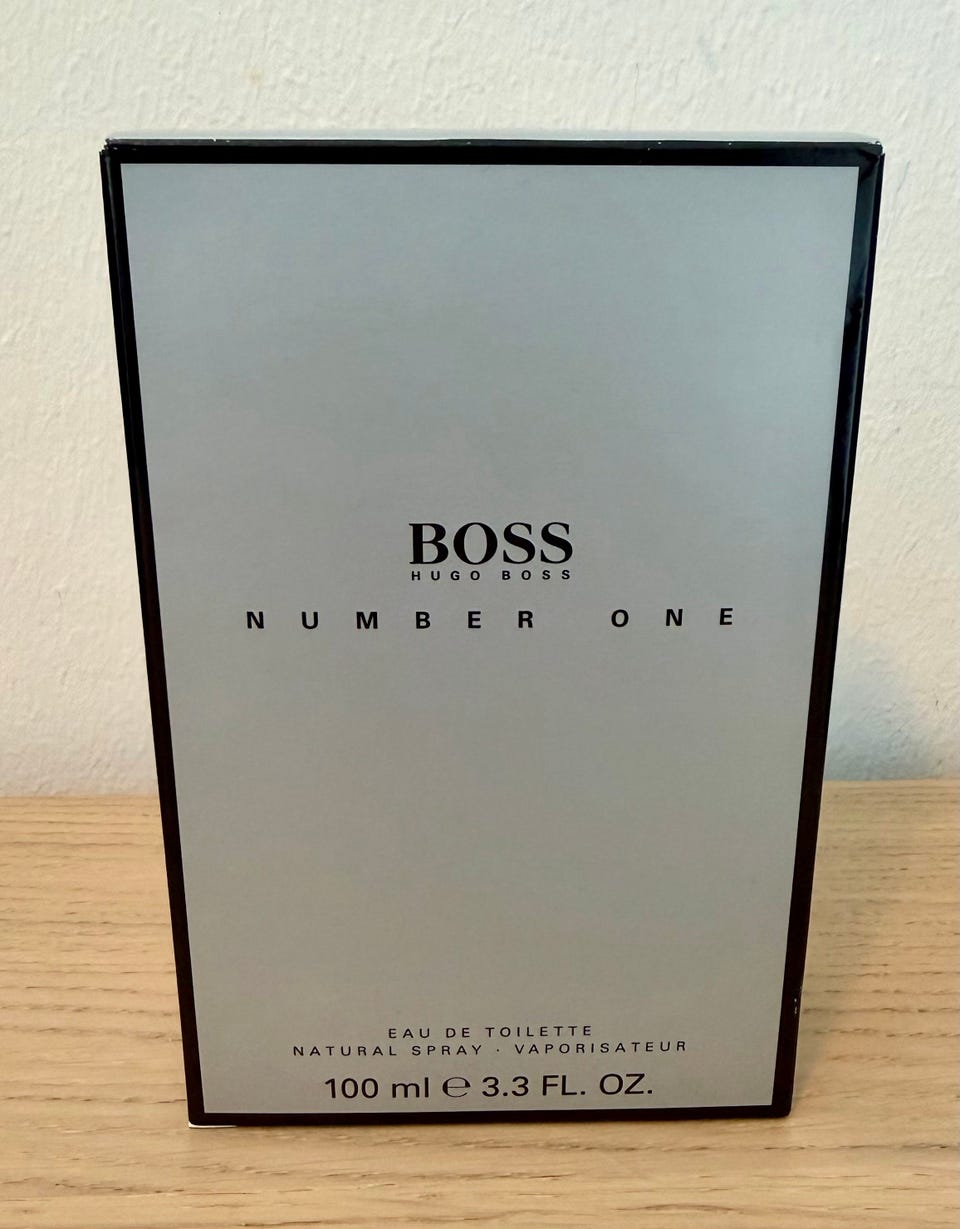 BOSS
HUGO BOSS
NUMBER ONE
EAU DE TOILETTE
NATURAL SPRAY · VAPORISATEUR
100 ml ℮ 3.3 FL. OZ.